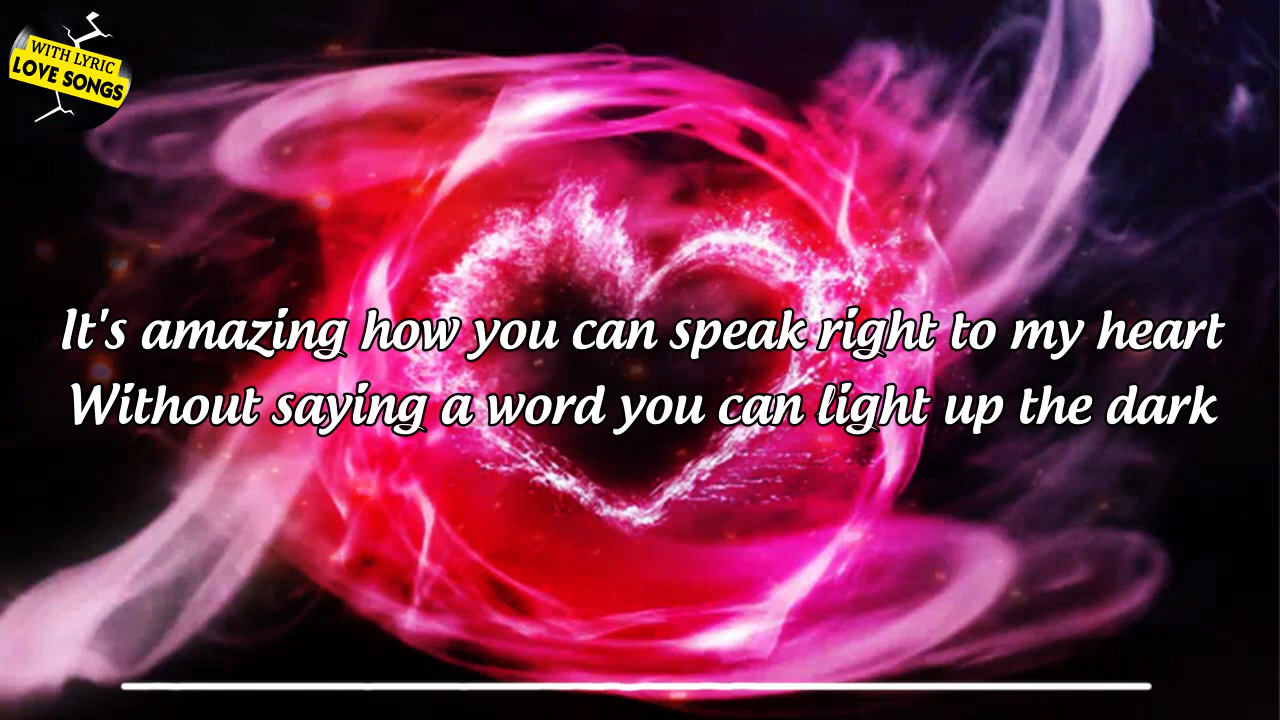 WITH LYRIC
LOVE SONGS
It's amazing how you can speak right to my heart
Without saying a word you can light up the dark